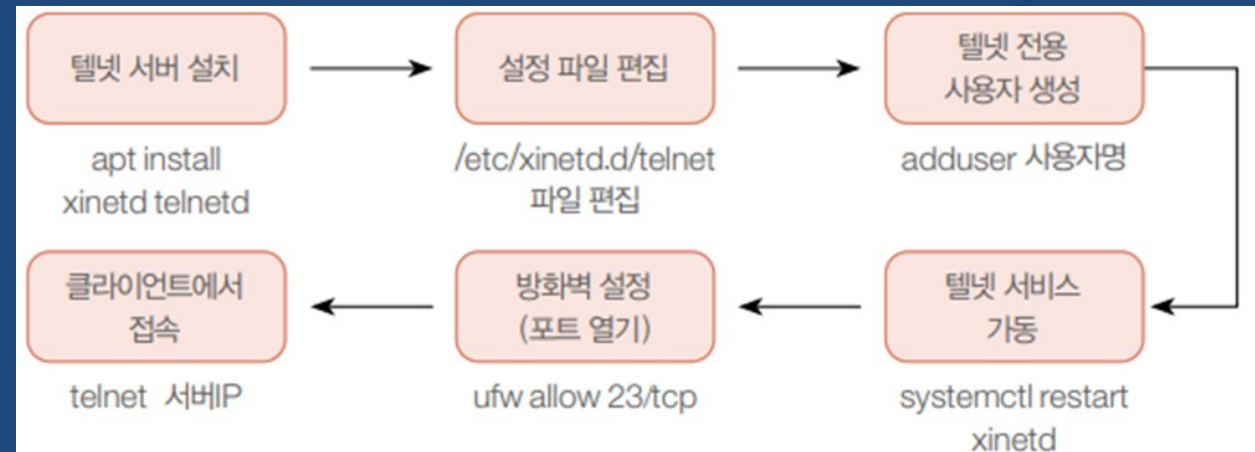 텔넷 서버 설치
apt install
xinetd telnetd
설정 파일 편집
/etc/xinetd.d/telnet
파일 편집
텔넷 전용
사용자 생성
adduser 사용자명
텔넷 서비스
가동
systemctl restart
xinetd
방화벽 설정
(포트 열기)
ufw allow 23/tcp
클라이언트에서
접속
telnet 서버IP